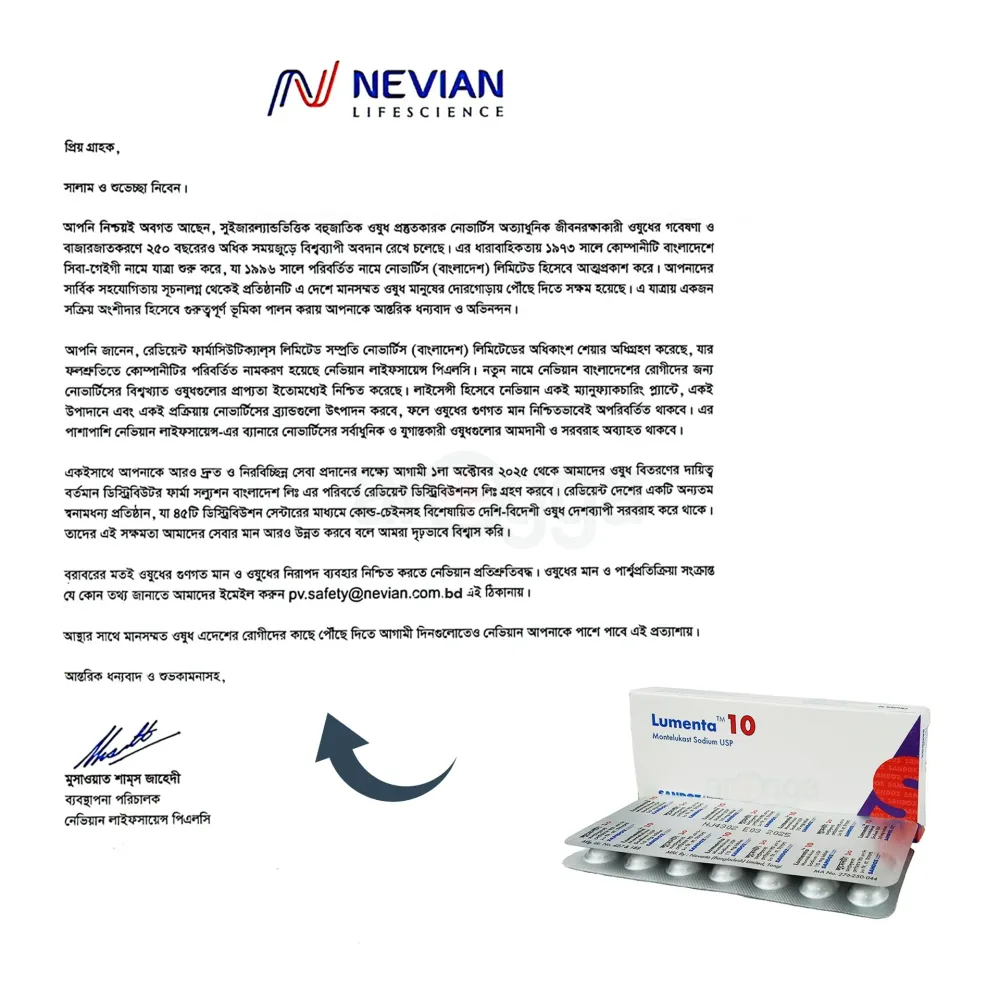 NEVIAN
LIFESCIENCE
প্রিয় গ্রাহক,
সালাম ও শুভেচ্ছা নিবেন।
আপনি নিশ্চয়ই অবগত আছেন, সুইজারল্যান্ডভিত্তিক বহুজাতিক ওষুধ প্রস্তুতকারক নোভার্টিস অত্যাধুনিক জীবনরক্ষাকারী ওষুধের গবেষণা ও
বাজারজাতকরণে ২৫০ বছরেরও অধিক সময়জুড়ে বিশ্বব্যাপী অবদান রেখে চলেছে। এর ধারাবাহিকতায় ১৯৭৩ সালে কোম্পানীটি বাংলাদেশে
সিবা-গেইগী নামে যাত্রা শুরু করে, যা ১৯৯৬ সালে পরিবর্তিত নামে নোভার্টিস (বাংলাদেশ) লিমিটেড হিসেবে আত্মপ্রকাশ করে। আপনাদের
সার্বিক সহযোগিতায় সূচনালগ্ন থেকেই প্রতিষ্ঠানটি এ দেশে মানসম্মত ওষুধ মানুষের দোরগোড়ায় পৌঁছে দিতে সক্ষম হয়েছে। এ যাত্রায় একজন
সক্রিয় অংশীদার হিসেবে গুরুত্বপূর্ণ ভূমিকা পালন করায় আপনাকে আন্তরিক ধন্যবাদ ও অভিনন্দন।
আপনি জানেন, রেডিয়েন্ট ফার্মাসিউটিক্যাল্‌স লিমিটেড সম্প্রতি নোভার্টিস (বাংলাদেশ) লিমিটেডের অধিকাংশ শেয়ার অধিগ্রহণ করেছে, যার
ফলশ্রুতিতে কোম্পানীটির পরিবর্তিত নামকরণ হয়েছে নেভিয়ান লাইফসায়েন্স পিএলসি। নতুন নামে নেভিয়ান বাংলাদেশের রোগীদের জন্য
নোভার্টিসের বিশ্বখ্যাত ওষুধগুলোর প্রাপ্যতা ইতোমধ্যেই নিশ্চিত করেছে। লাইসেন্সী হিসেবে নেভিয়ান একই ম্যানুফ্যাকচারিং প্ল্যান্টে, একই
উপাদানে এবং একই প্রক্রিয়ায় নোভার্টিসের ব্র্যান্ডগুলো উৎপাদন করবে, ফলে ওষুধের গুণগত মান নিশ্চিতভাবেই অপরিবর্তিত থাকবে। এর
পাশাপাশি নেভিয়ান লাইফসায়েন্স-এর ব্যানারে নোভার্টিসের সর্বাধুনিক ও যুগান্তকারী ওষুধগুলোর আমদানী ও সরবরাহ অব্যাহত থাকবে।
একইসাথে আপনাকে আরও দ্রুত ও নিরবিচ্ছিন্ন সেবা প্রদানের লক্ষ্যে আগামী ১লা অক্টোবর ২০২৫ থেকে আমাদের ওষুধ বিতরণের দায়িত্ব
বর্তমান ডিস্ট্রিবিউটর ফার্মা সল্যুশন বাংলাদেশ লিঃ এর পরিবর্তে রেডিয়েন্ট ডিস্ট্রিবিউশনস লিঃ গ্রহণ করবে। রেডিয়েন্ট দেশের একটি অন্যতম
স্বনামধন্য প্রতিষ্ঠান, যা ৪৫টি ডিস্ট্রিবিউশন সেন্টারের মাধ্যমে কোল্ড-চেইনসহ বিশেষায়িত দেশি-বিদেশী ওষুধ দেশব্যাপী সরবরাহ করে থাকে।
তাদের এই সক্ষমতা আমাদের সেবার মান আরও উন্নত করবে বলে আমরা দৃঢ়ভাবে বিশ্বাস করি।
বরাবরের মতই ওষুধের গুণগত মান ও ওষুধের নিরাপদ ব্যবহার নিশ্চিত করতে নেভিয়ান প্রতিশ্রুতিবদ্ধ। ওষুধের মান ও পার্শ্বপ্রতিক্রিয়া সংক্রান্ত
যে কোন তথ্য জানাতে আমাদের ইমেইল করুন pv.safety@nevian.com.bd এই ঠিকানায়।
আস্থার সাথে মানসম্মত ওষুধ এদেশের রোগীদের কাছে পৌঁছে দিতে আগামী দিনগুলোতেও নেভিয়ান আপনাকে পাশে পাবে এই প্রত্যাশায়।
আন্তরিক ধন্যবাদ ও শুভকামনাসহ,
মুসাওয়াত শাম্‌স জাহেদী
ব্যবস্থাপনা পরিচালক
নেভিয়ান লাইফসায়েন্স পিএলসি
Lumenta™ 10
Montelukast Sodium USP
SANDOZ
HJ4902 E03 2025
MA No. 270-250-044